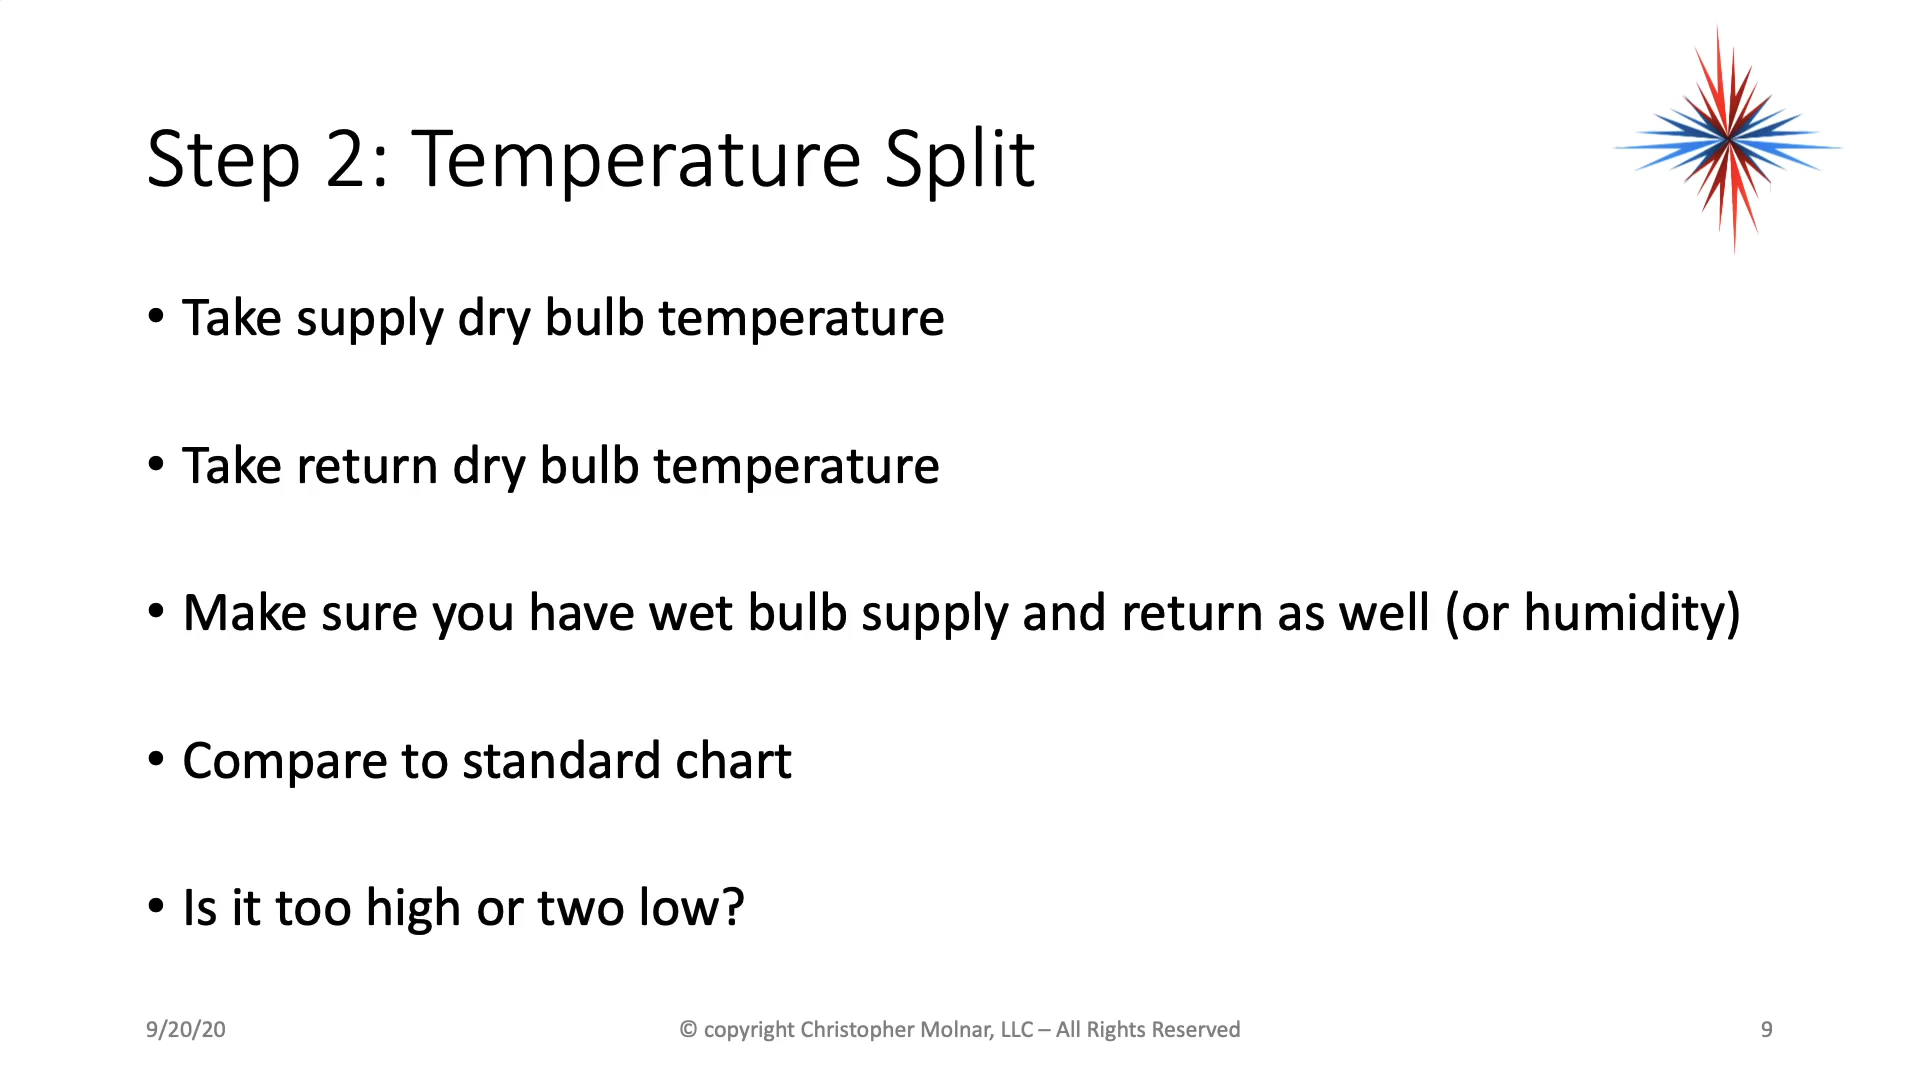 Step 2: Temperature Split
• Take supply dry bulb temperature
• Take return dry bulb temperature
• Make sure you have wet bulb supply and return as well (or humidity)
• Compare to standard chart
• Is it too high or two low?
9/20/20
© copyright Christopher Molnar, LLC – All Rights Reserved
9